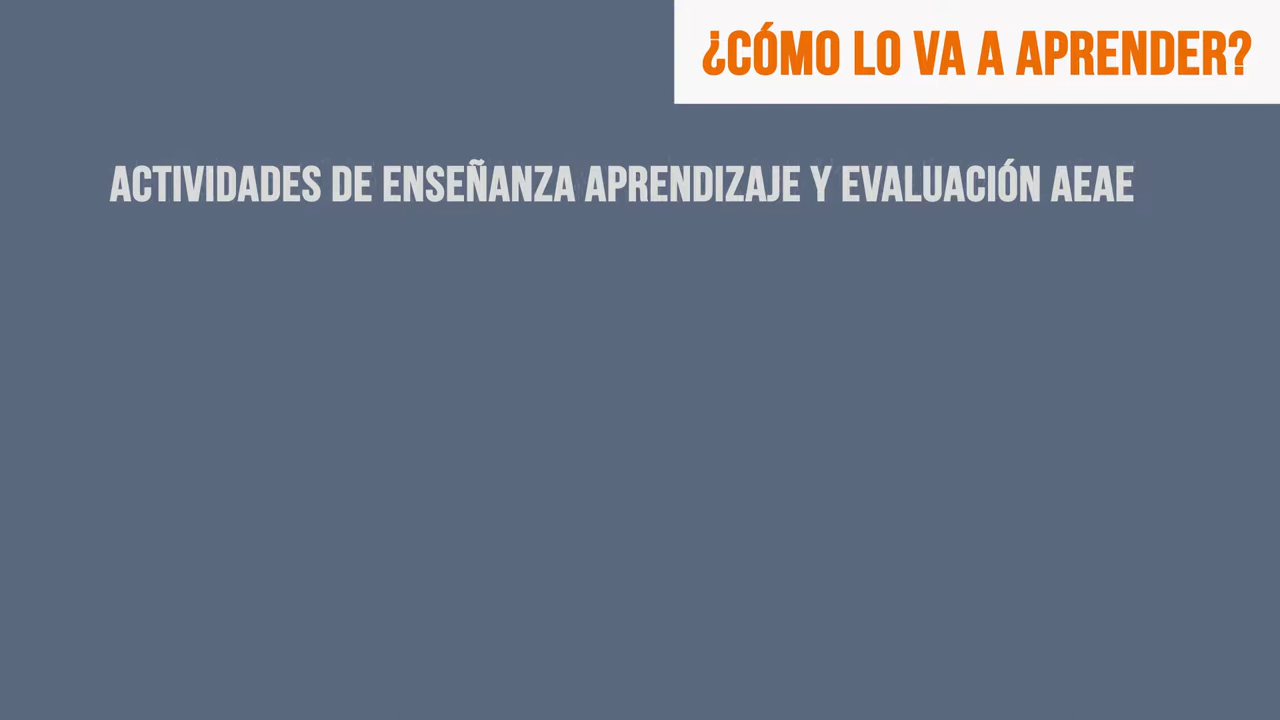 ¿CÓMO LO VA A APRENDER?
ACTIVIDADES DE ENSEÑANZA APRENDIZAJE Y EVALUACIÓN AEAE